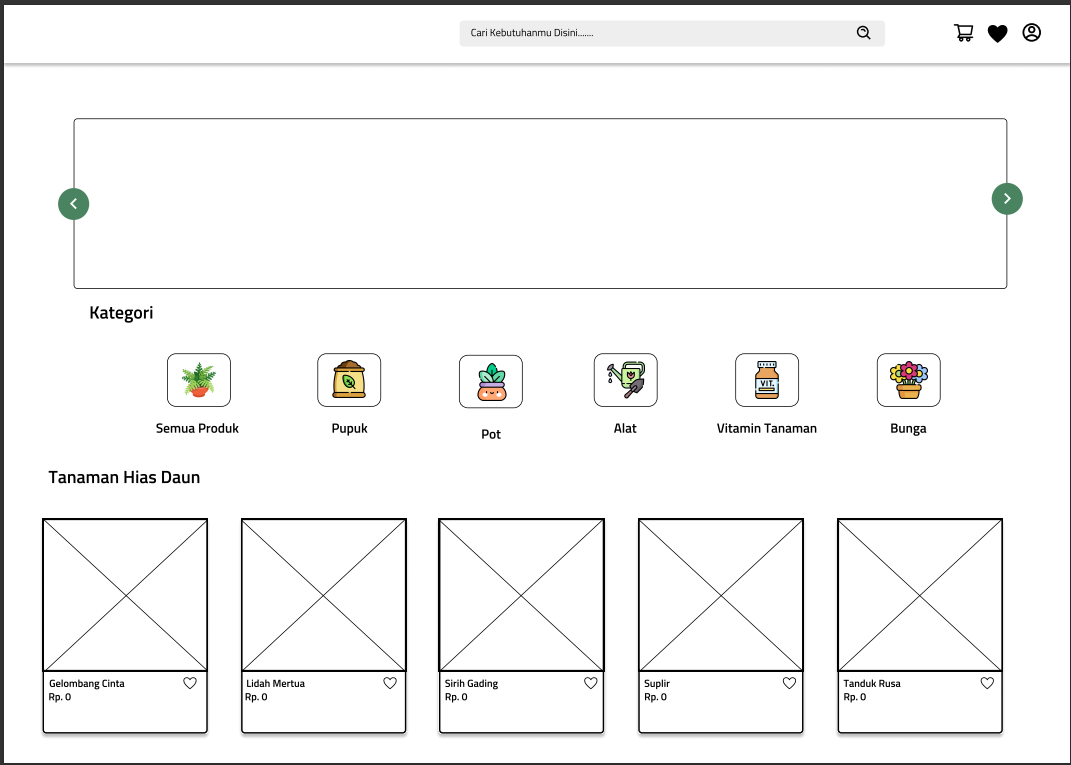 Cari Kebutuhanmu Disini.......
Kategori
VIT.
Semua Produk
Pupuk
Pot
Alat
Vitamin Tanaman
Bunga
Tanaman Hias Daun
Gelombang Cinta
Rp. 0
Lidah Mertua
Rp. 0
Sirih Gading
Rp. 0
Suplir
Rp. 0
Tanduk Rusa
Rp. 0